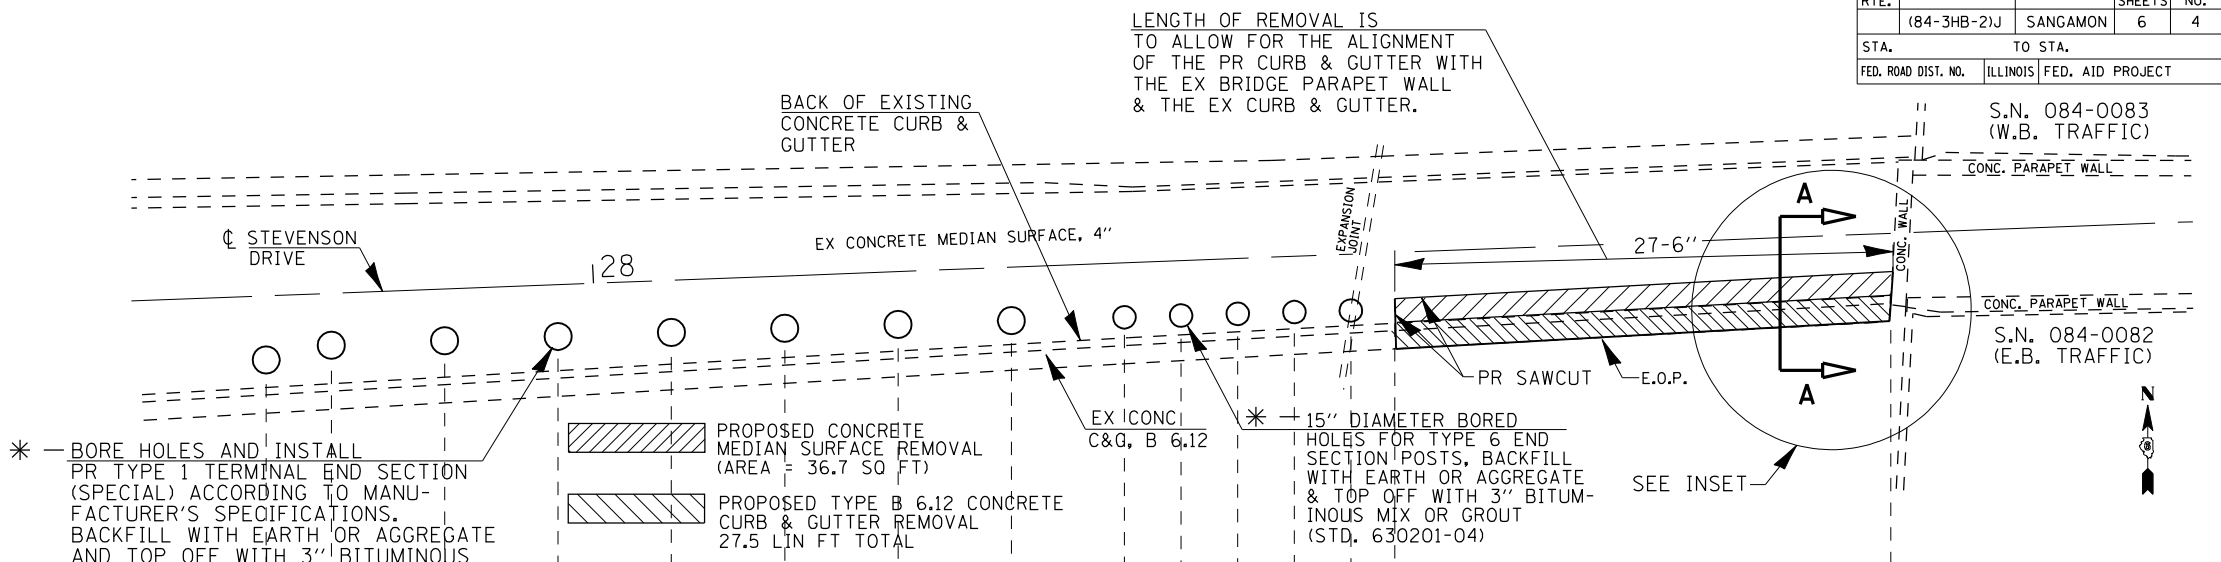 RTE. SHEETS NO.
(84-3HB-2)J SANGAMON 6 4
STA. TO STA.
FED. ROAD DIST. NO. ILLINOIS FED. AID PROJECT
LENGTH OF REMOVAL IS
TO ALLOW FOR THE ALIGNMENT
OF THE PR CURB & GUTTER WITH
THE EX BRIDGE PARAPET WALL
& THE EX CURB & GUTTER.
BACK OF EXISTING
CONCRETE CURB &
GUTTER
S.N. 084-0083
(W.B. TRAFFIC)
CONC. PARAPET WALL
℄ STEVENSON
DRIVE
128
EX CONCRETE MEDIAN SURFACE, 4"
EXPANSION
JOINT
27-6"
A
CONC. WALL
CONC. PARAPET WALL
S.N. 084-0082
(E.B. TRAFFIC)
PR SAWCUT
E.O.P.
A
N
SEE INSET
EX CONC
C&G, B 6.12
* 15" DIAMETER BORED
HOLES FOR TYPE 6 END
SECTION POSTS, BACKFILL
WITH EARTH OR AGGREGATE
& TOP OFF WITH 3" BITUM-
INOUS MIX OR GROUT
(STD. 630201-04)
PROPOSED CONCRETE
MEDIAN SURFACE REMOVAL
(AREA = 36.7 SQ FT)
PROPOSED TYPE B 6.12 CONCRETE
CURB & GUTTER REMOVAL
27.5 LIN FT TOTAL
* BORE HOLES AND INSTALL
PR TYPE 1 TERMINAL END SECTION
(SPECIAL) ACCORDING TO MANU-
FACTURER'S SPECIFICATIONS.
BACKFILL WITH EARTH OR AGGREGATE
AND TOP OFF WITH 3" BITUMINOUS